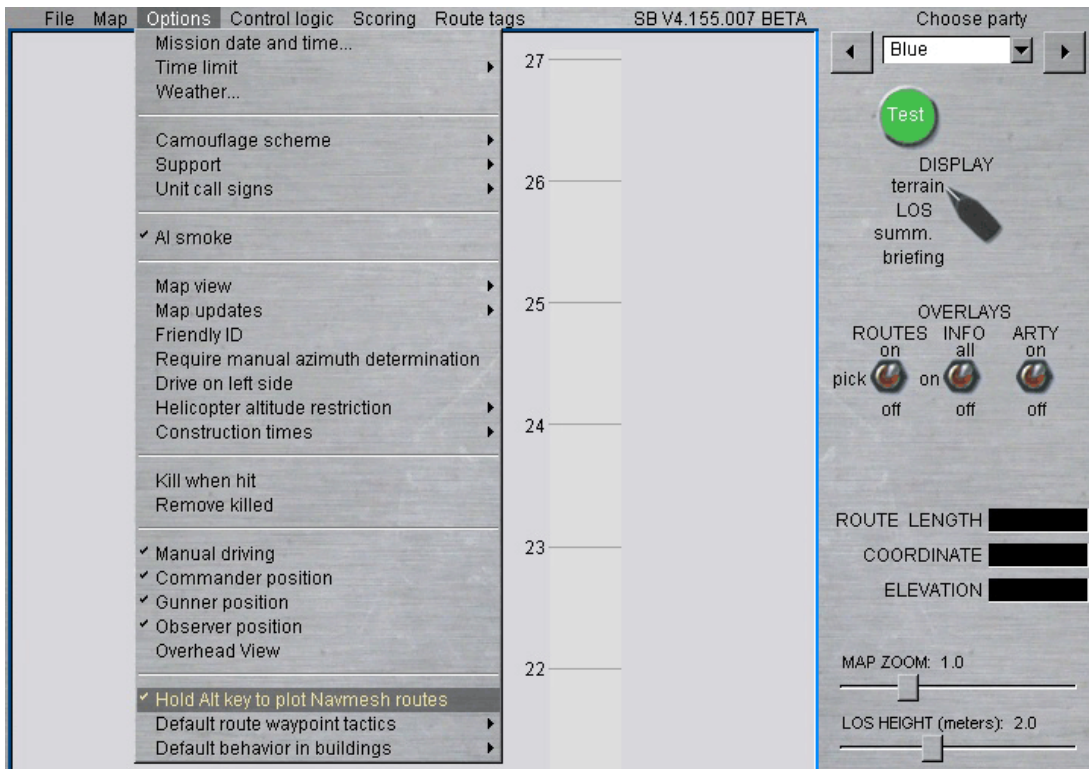 File Map Options Control logic Scoring Route tags SB V4.155.007 BETA Choose party
Mission date and time...
Time limit
Weather...
Camouflage scheme
Support
Unit call signs
AI smoke
Map view
Map updates
Friendly ID
Require manual azimuth determination
Drive on left side
Helicopter altitude restriction
Construction times
Kill when hit
Remove killed
Manual driving
Commander position
Gunner position
Observer position
Overhead View
Hold Alt key to plot Navmesh routes
Default route waypoint tactics
Default behavior in buildings
27
26
25
24
23
22
Blue
Test
DISPLAY
terrain
LOS
summ.
briefing
OVERLAYS
ROUTES INFO ARTY
on all on
pick on
off off off
ROUTE LENGTH
COORDINATE
ELEVATION
MAP ZOOM: 1.0
LOS HEIGHT (meters): 2.0